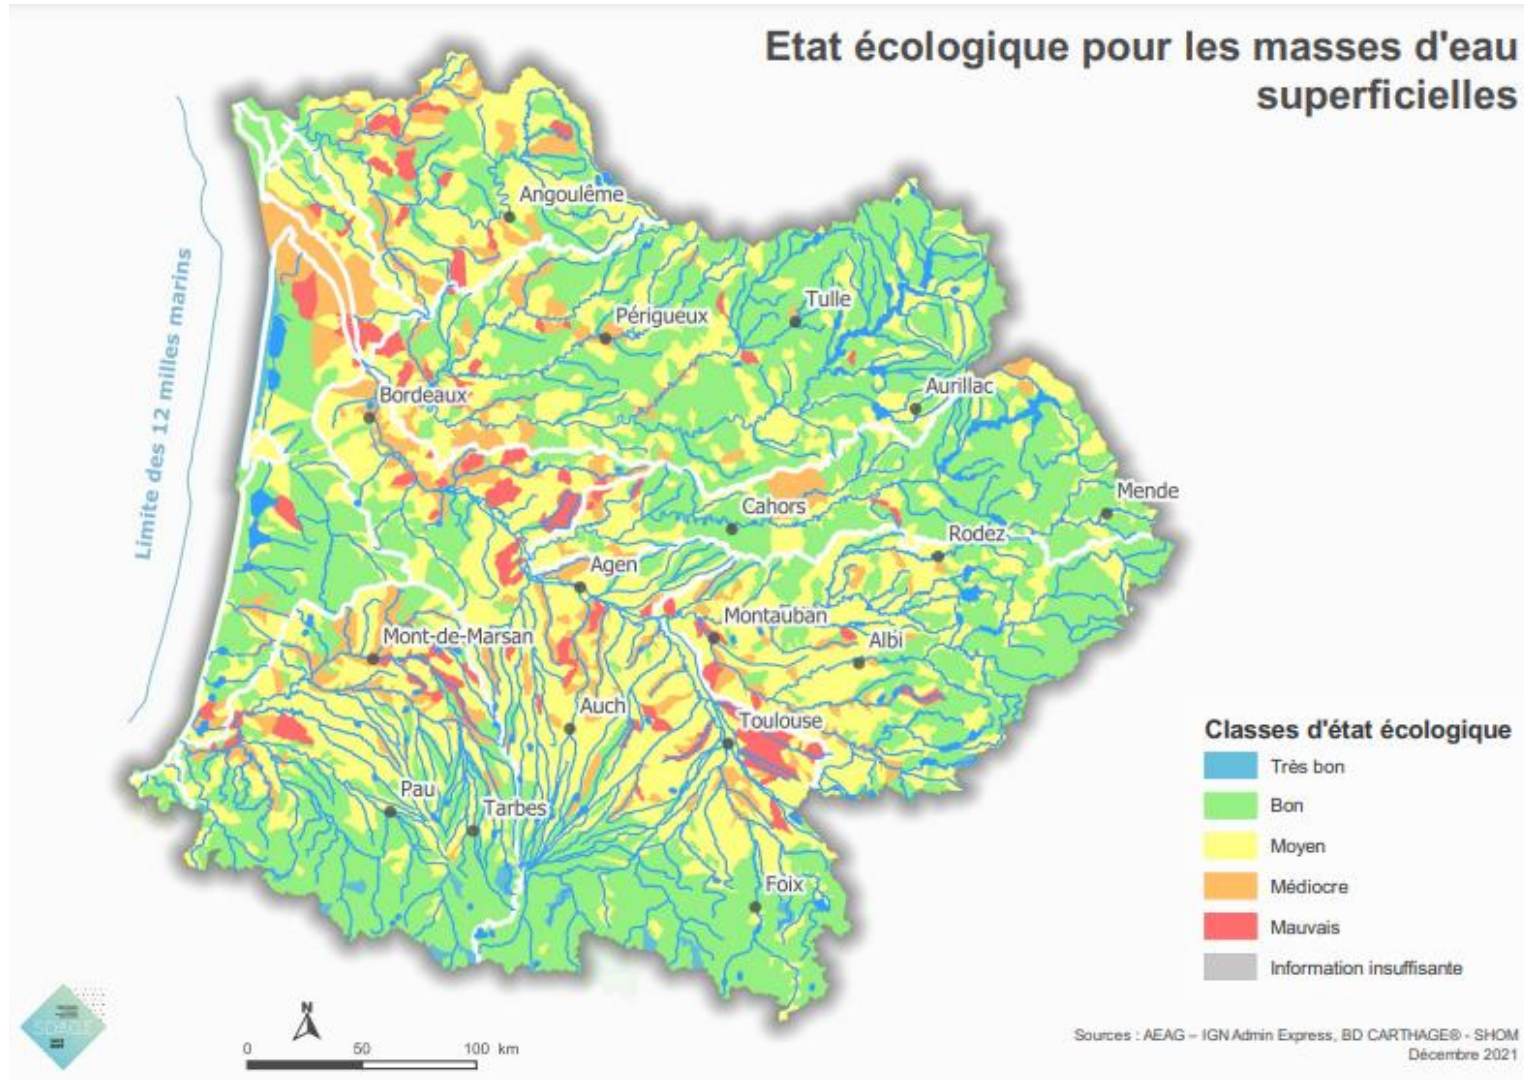 Etat écologique pour les masses d'eau
superficielles
Limite des 12 milles marins
Angoulême
Périgueux
Tulle
Bordeaux
Aurillac
Mende
Cahors
Rodez
Agen
Montauban
Mont-de-Marsan
Albi
Auch
Toulouse
Pau
Tarbes
Foix
Classes d'état écologique
Très bon
Bon
Moyen
Médiocre
Mauvais
Information insuffisante
SDAGE
N
0 50 100 km
Sources : AEAG – IGN Admin Express, BD CARTHAGE® - SHOM
Décembre 2021